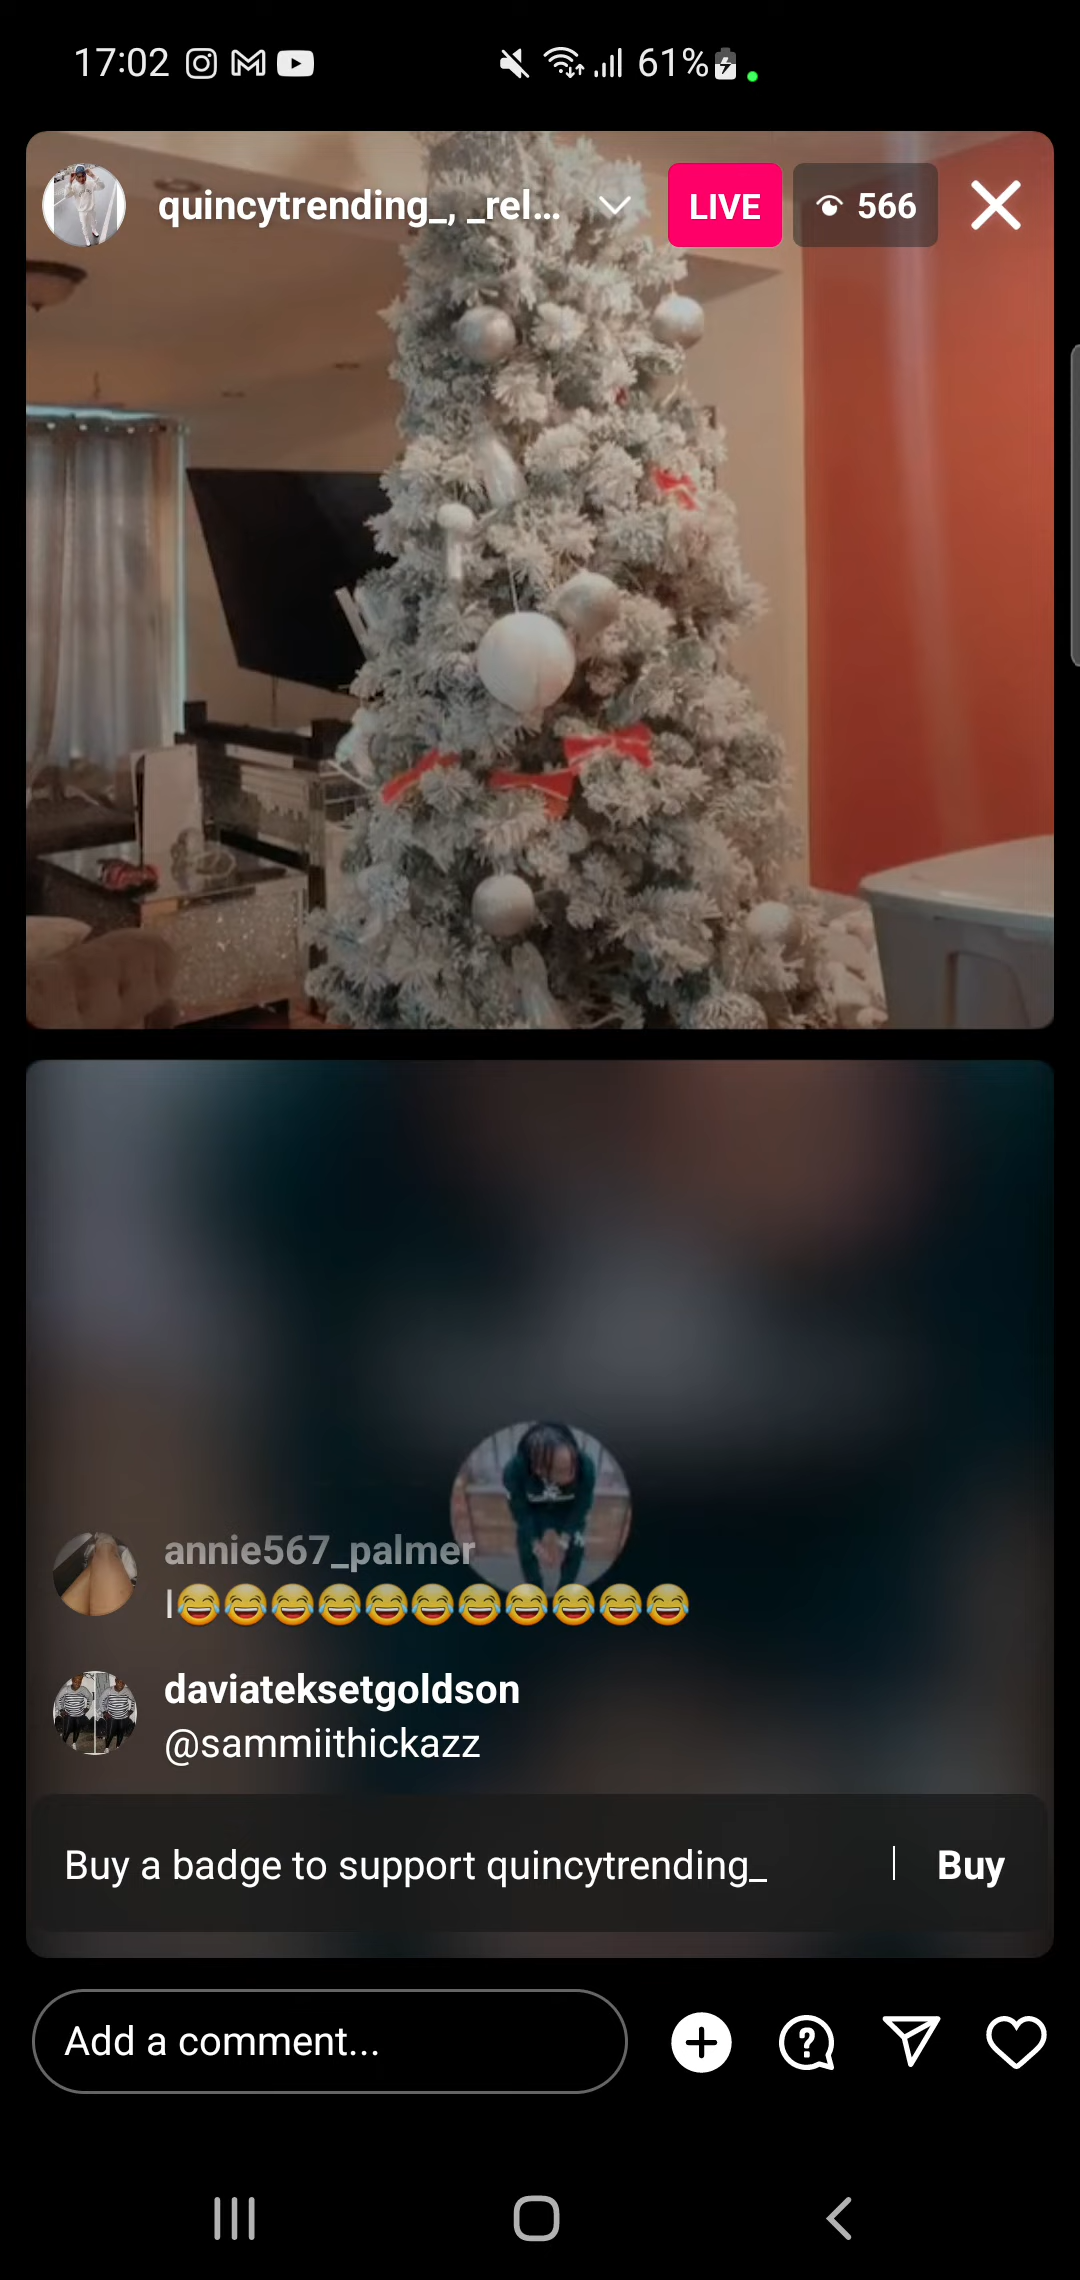 17:02
61%
quincytrending_, _rel...
LIVE
566
annie567_palmer
I😂😂😂😂😂😂😂😂😂😂😂
daviateksetgoldson
@sammiithickazz
Buy a badge to support quincytrending_ | Buy
Add a comment...